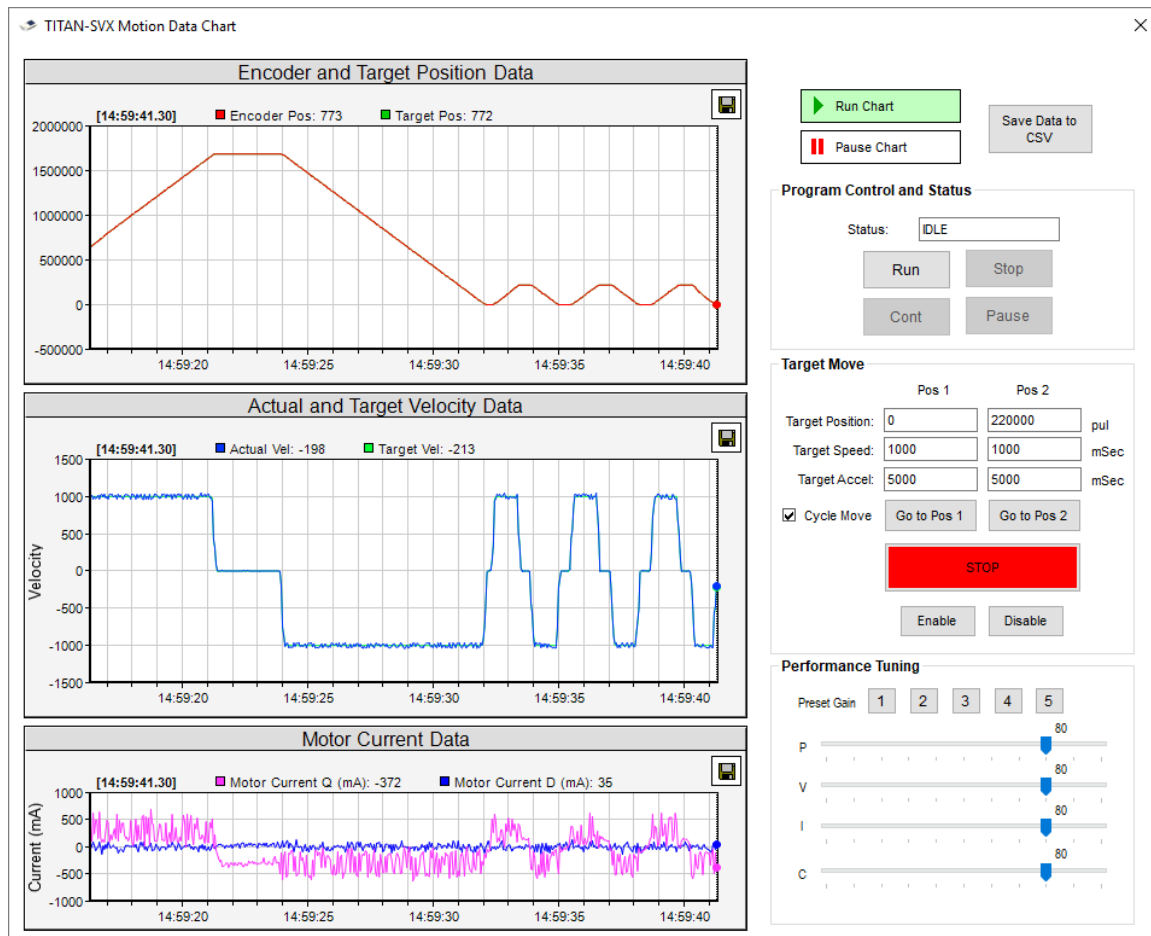 TITAN-SVX Motion Data Chart
Encoder and Target Position Data
[14:59:41.30] Encoder Pos: 773 Target Pos: 772
2000000
1500000
1000000
500000
0
-500000
14:59:20 14:59:25 14:59:30 14:59:35 14:59:40
Actual and Target Velocity Data
[14:59:41.30] Actual Vel: -198 Target Vel: -213
Velocity
1500
1000
500
0
-500
-1000
-1500
14:59:20 14:59:25 14:59:30 14:59:35 14:59:40
Motor Current Data
[14:59:41.30] Motor Current Q (mA): -372 Motor Current D (mA): 35
Current (mA)
1000
500
0
-500
-1000
14:59:20 14:59:25 14:59:30 14:59:35 14:59:40
Run Chart
Pause Chart
Save Data to
CSV
Program Control and Status
Status: IDLE
Run Stop
Cont Pause
Target Move
Pos 1 Pos 2
Target Position: 0 220000 pul
Target Speed: 1000 1000 mSec
Target Accel: 5000 5000 mSec
Cycle Move Go to Pos 1 Go to Pos 2
STOP
Enable Disable
Performance Tuning
Preset Gain 1 2 3 4 5
80
P
80
V
80
I
80
C